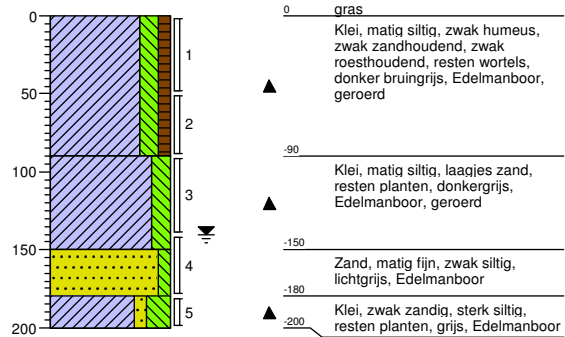 0
50
100
150
200
1
2
3
4
5
0
gras
Klei, matig siltig, zwak humeus,
zwak zandhoudend, zwak
roesthoudend, resten wortels,
donker bruingrijs, Edelmanboor,
geroerd
-90
Klei, matig siltig, laagjes zand,
resten planten, donkergrijs,
Edelmanboor, geroerd
-150
Zand, matig fijn, zwak siltig,
lichtgrijs, Edelmanboor
-180
Klei, zwak zandig, sterk siltig,
resten planten, grijs, Edelmanboor
-200